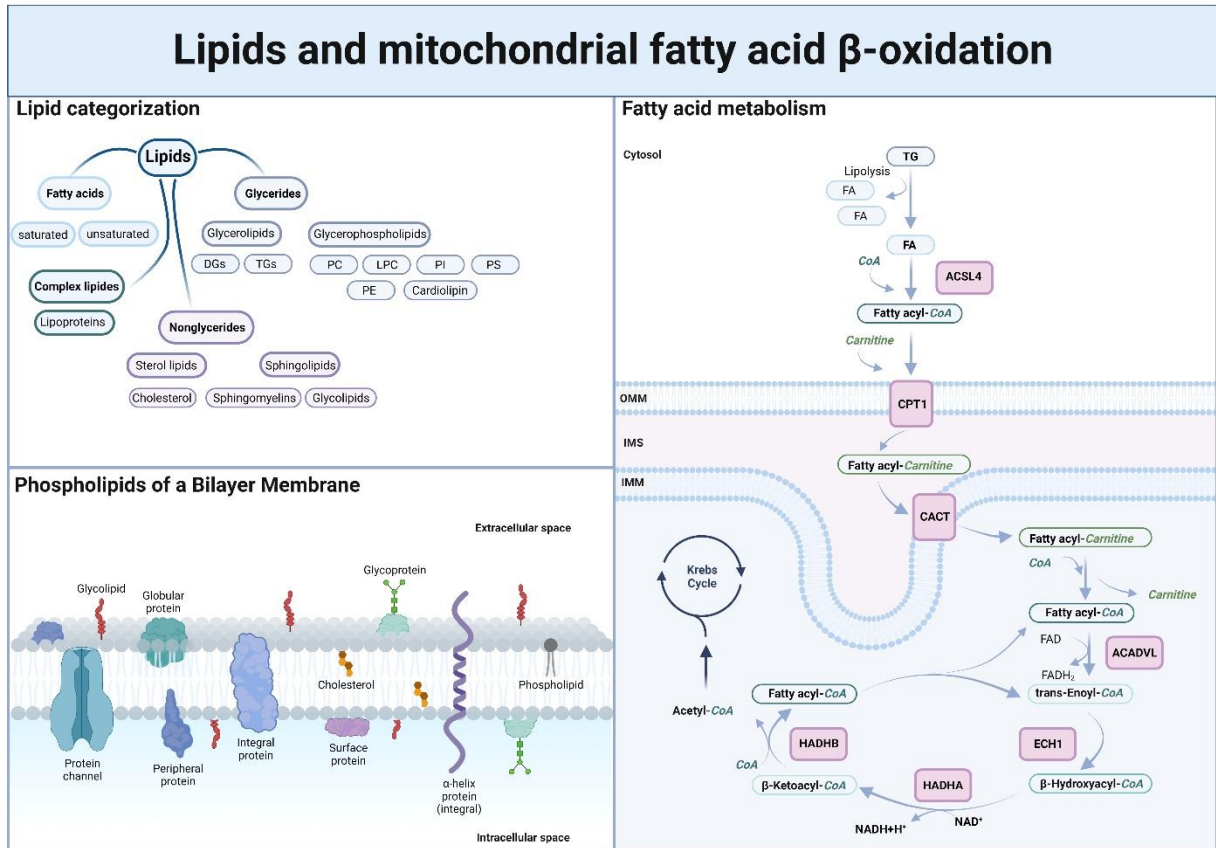 Lipids and mitochondrial fatty acid β-oxidation
Lipid categorization
Lipids
Fatty acids
Glycerides
saturated
unsaturated
Glycerolipids
Glycerophospholipids
DGs
TGs
PC
LPC
PI
PS
PE
Cardiolipin
Complex lipides
Lipoproteins
Nonglycerides
Sterol lipids
Sphingolipids
Cholesterol
Sphingomyelins
Glycolipids
Phospholipids of a Bilayer Membrane
Extracellular space
Glycolipid
Globular
protein
Glycoprotein
Cholesterol
Phospholipid
Protein
channel
Peripheral
protein
Integral
protein
Surface
protein
α-helix
protein
(integral)
Intracellular space
Fatty acid metabolism
Cytosol
TG
Lipolysis
FA
FA
FA
CoA
ACSL4
Fatty acyl-CoA
Carnitine
OMM
CPT1
IMS
Fatty acyl-Carnitine
IMM
CACT
Fatty acyl-Carnitine
CoA
Carnitine
Fatty acyl-CoA
Krebs
Cycle
FAD
ACADVL
FADH₂
trans-Enoyl-CoA
Fatty acyl-CoA
Acetyl-CoA
HADHB
ECH1
CoA
β-Ketoacyl-CoA
HADHA
β-Hydroxyacyl-CoA
NADH+H⁺
NAD⁺